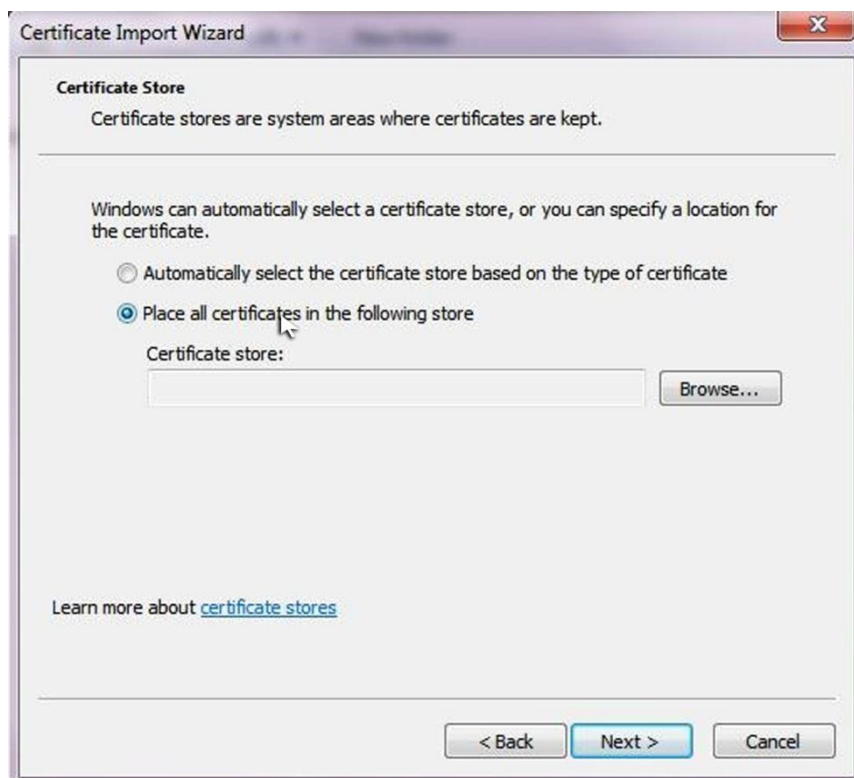 Certificate Import Wizard
Certificate Store
Certificate stores are system areas where certificates are kept.
Windows can automatically select a certificate store, or you can specify a location for
the certificate.
Automatically select the certificate store based on the type of certificate
Place all certificates in the following store
Certificate store:
Browse...
Learn more about certificate stores
< Back
Next >
Cancel